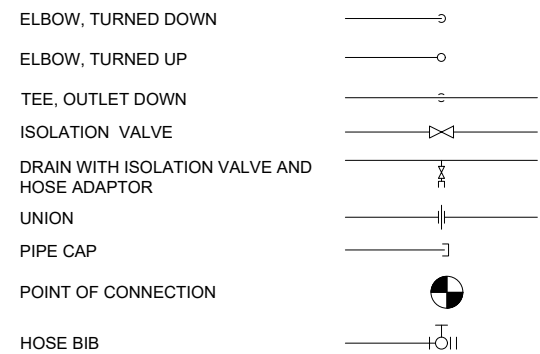 ELBOW, TURNED DOWN
ELBOW, TURNED UP
TEE, OUTLET DOWN
ISOLATION VALVE
DRAIN WITH ISOLATION VALVE AND
HOSE ADAPTOR
UNION
PIPE CAP
POINT OF CONNECTION
HOSE BIB